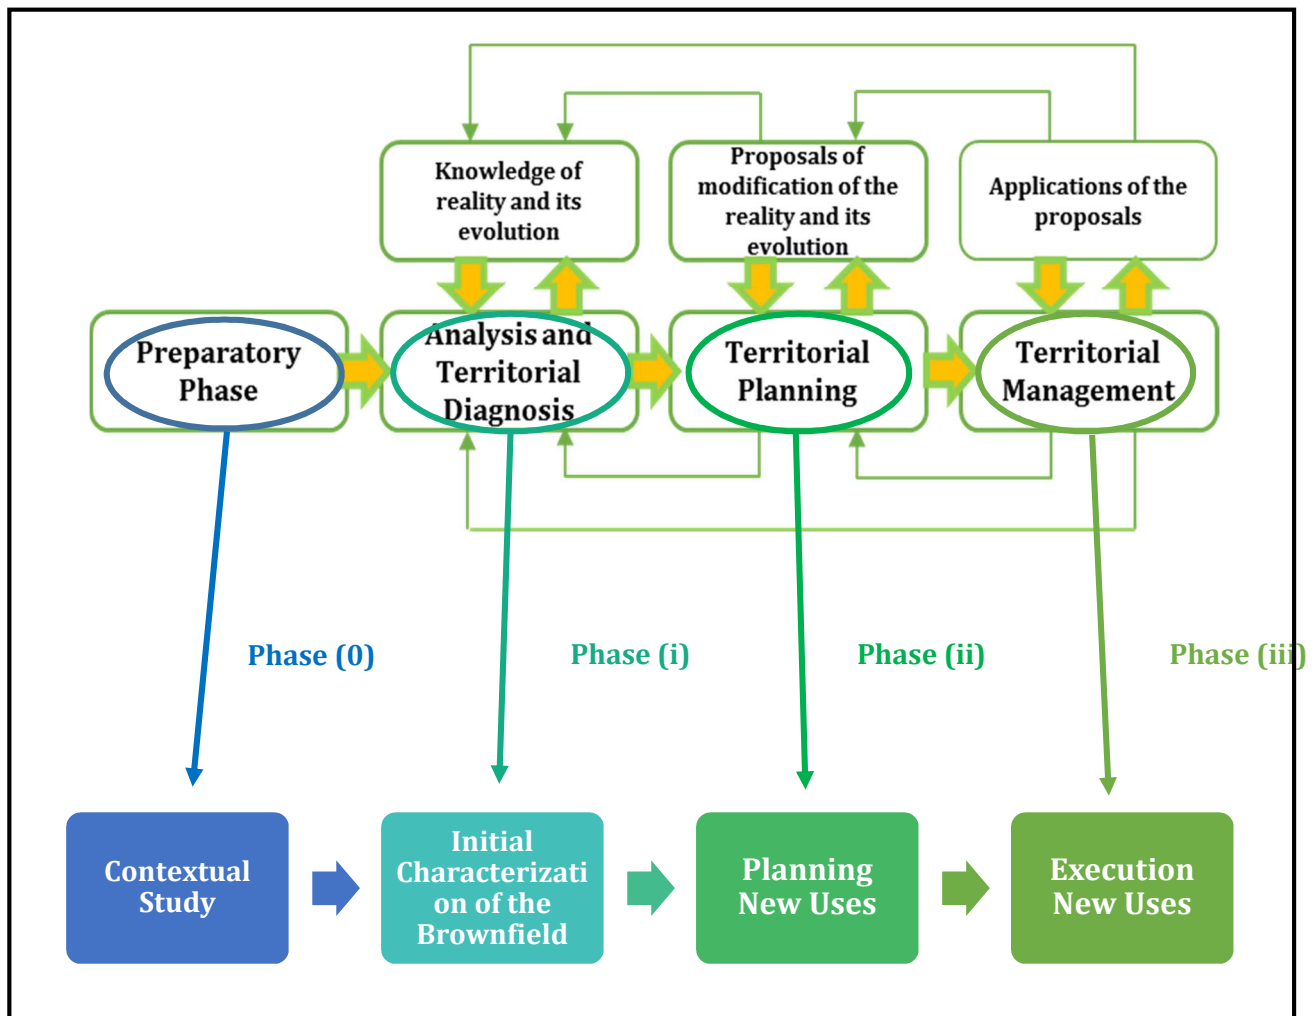 Knowledge of
reality and its
evolution
Proposals of
modification of the
reality and its
evolution
Applications of the
proposals
Preparatory
Phase
Analysis and
Territorial
Diagnosis
Territorial
Planning
Territorial
Management
Phase (0)
Phase (i)
Phase (ii)
Phase (iii)
Contextual
Study
Initial
Characterizati
on of the
Brownfield
Planning
New Uses
Execution
New Uses